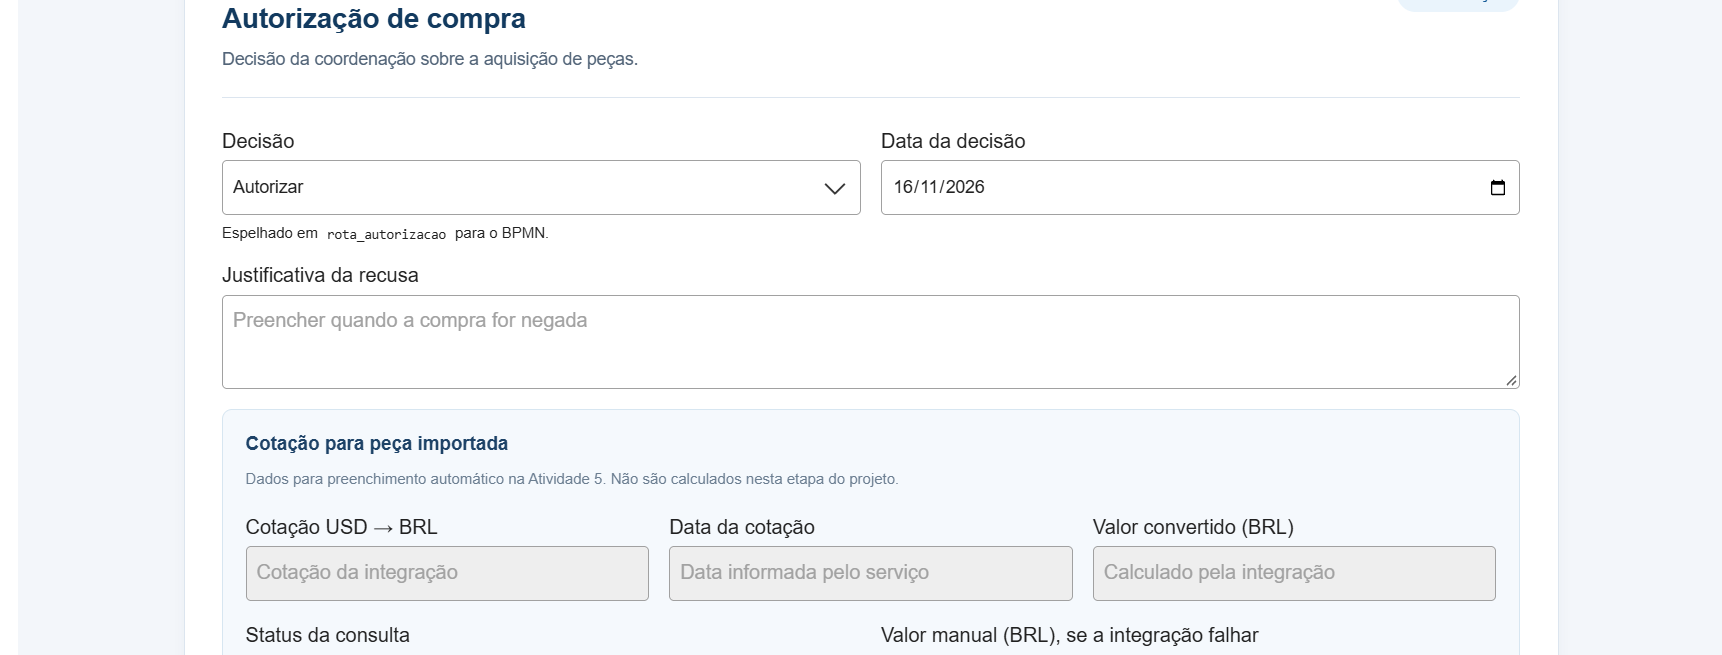 Autorização de compra
Decisão da coordenação sobre a aquisição de peças.
Decisão
Data da decisão
Autorizar
16/11/2026
Espelhado em rota_autorizacao para o BPMN.
Justificativa da recusa
Preencher quando a compra for negada
Cotação para peça importada
Dados para preenchimento automático na Atividade 5. Não são calculados nesta etapa do projeto.
Cotação USD → BRL
Data da cotação
Valor convertido (BRL)
Cotação da integração
Data informada pelo serviço
Calculado pela integração
Status da consulta
Valor manual (BRL), se a integração falhar